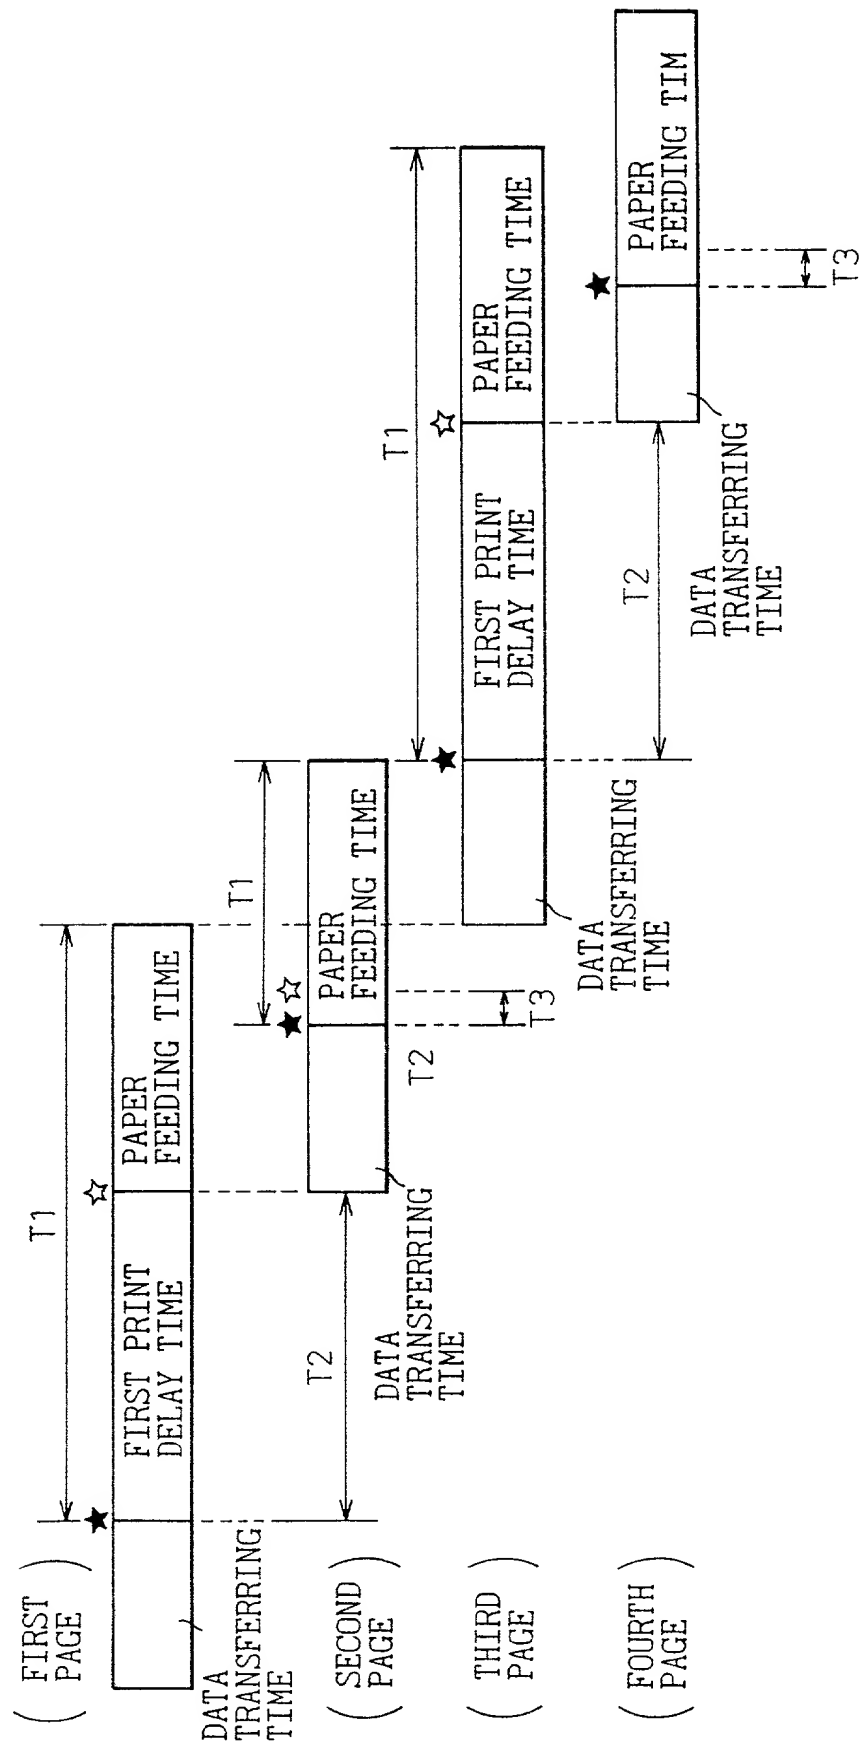 ( FIRST
PAGE )
T1
FIRST PRINT
DELAY TIME
PAPER
FEEDING TIME
DATA
TRANSFERRING
TIME
( SECOND
PAGE )
T2
DATA
TRANSFERRING
TIME
T1
PAPER
FEEDING TIME
T2
T3
( THIRD
PAGE )
DATA
TRANSFERRING
TIME
T1
FIRST PRINT
DELAY TIME
PAPER
FEEDING TIME
( FOURTH
PAGE )
T2
DATA
TRANSFERRING
TIME
PAPER
FEEDING TIM
T3